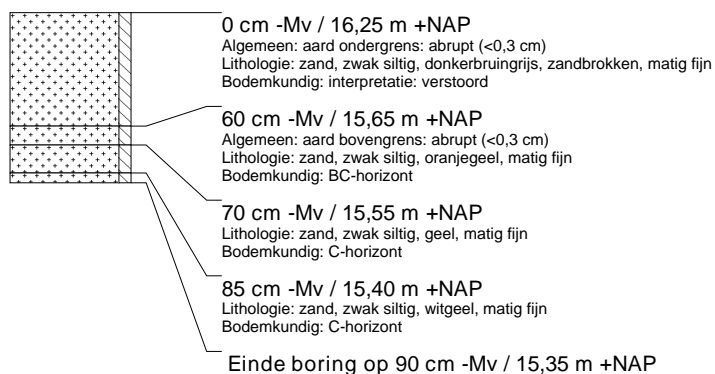 0 cm -Mv / 16,25 m +NAP
Algemeen: aard ondergrens: abrupt (<0,3 cm)
Lithologie: zand, zwak siltig, donkerbruingrijs, zandbrokken, matig fijn
Bodemkundig: interpretatie: verstoord
60 cm -Mv / 15,65 m +NAP
Algemeen: aard bovengrens: abrupt (<0,3 cm)
Lithologie: zand, zwak siltig, oranjegeel, matig fijn
Bodemkundig: BC-horizont
70 cm -Mv / 15,55 m +NAP
Lithologie: zand, zwak siltig, geel, matig fijn
Bodemkundig: C-horizont
85 cm -Mv / 15,40 m +NAP
Lithologie: zand, zwak siltig, witgeel, matig fijn
Bodemkundig: C-horizont
Einde boring op 90 cm -Mv / 15,35 m +NAP